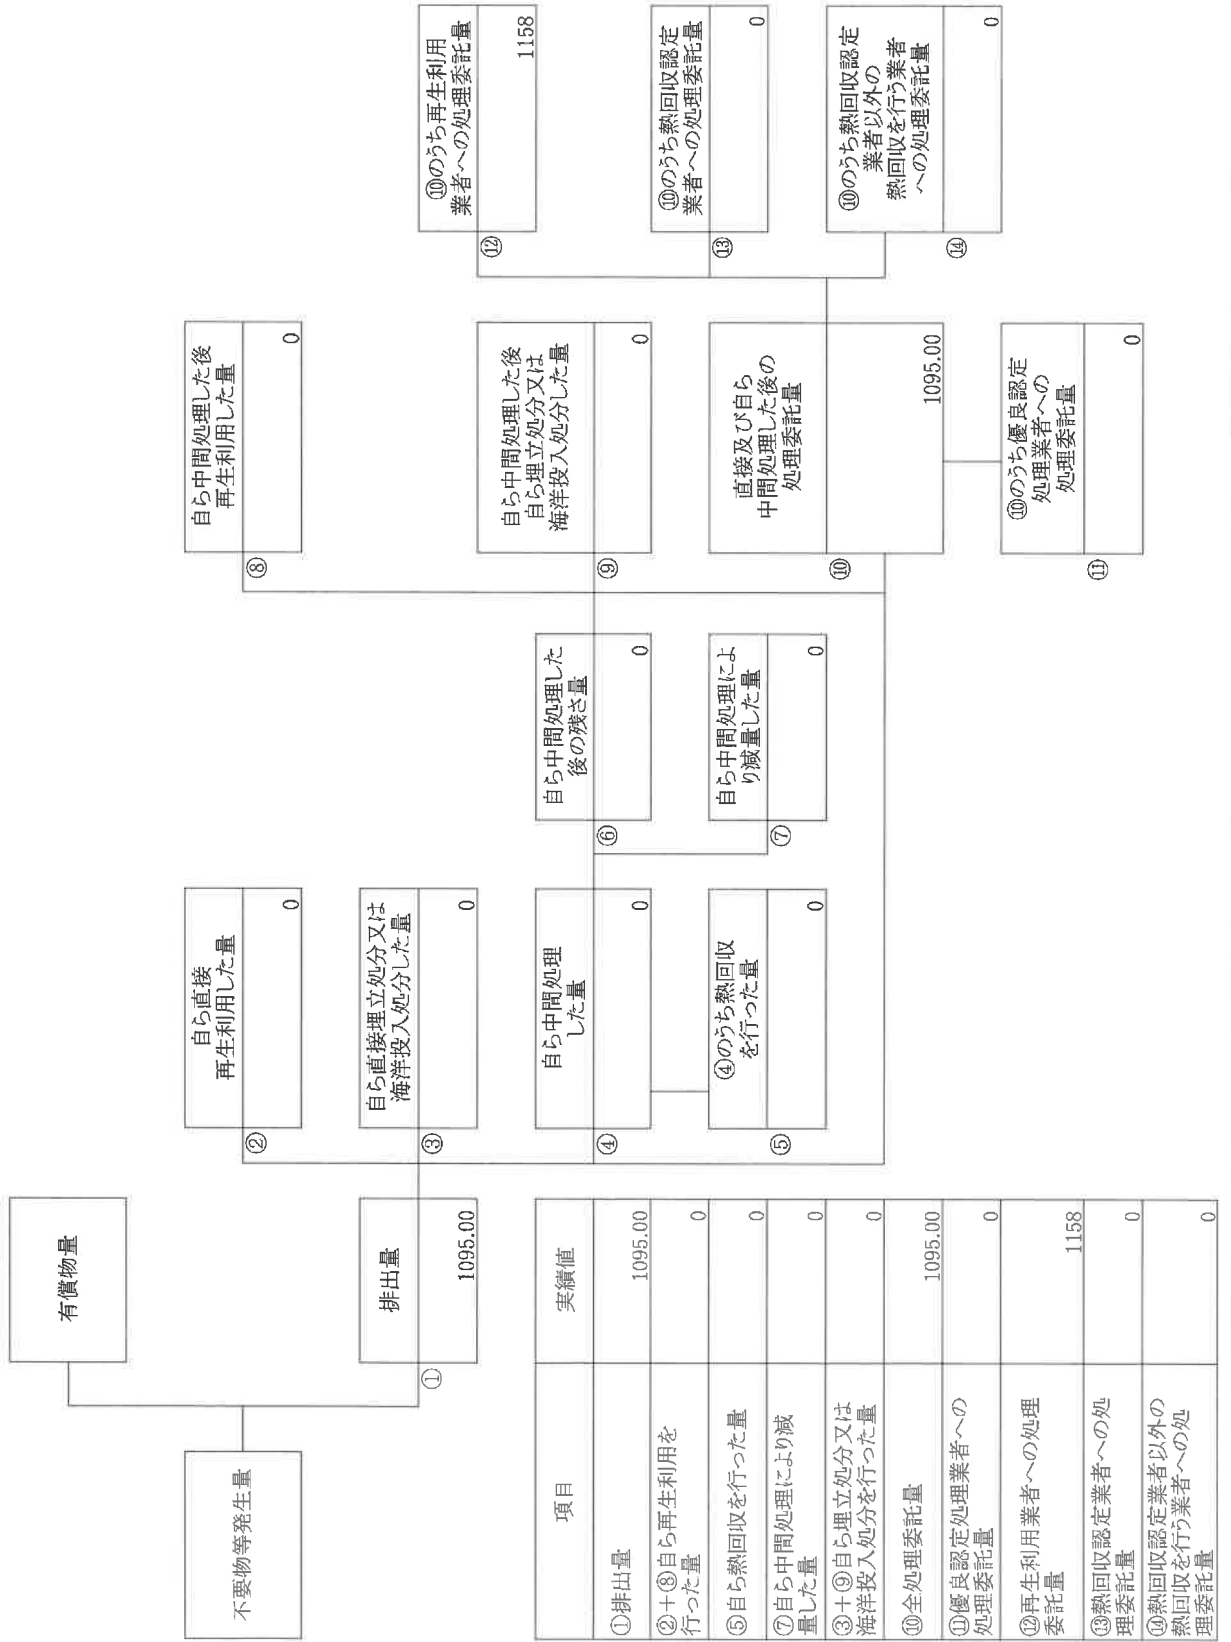 不要物等発生量
有償物量
①
排出量
1095.00
②
自ら直接
再生利用した量
0
③
自ら直接埋立処分又は
海洋投入処分した量
0
④
自ら中間処理
した量
0
⑤
④のうち熱回収
を行った量
0
⑥
自ら中間処理した
後の残さ量
0
⑦
自ら中間処理によ
り減量した量
0
⑧
自ら中間処理した後
再生利用した量
0
⑨
自ら中間処理した後
自ら埋立処分又は
海洋投入処分した量
0
⑩
直接及び自ら
中間処理した後の
処理委託量
1095.00
⑪
⑩のうち優良認定
処理業者への
処理委託量
0
⑫
⑩のうち再生利用
業者への処理委託量
1158
⑬
⑩のうち熱回収認定
業者への処理委託量
0
⑭
⑩のうち熱回収認定
業者以外の
熱回収を行う業者
への処理委託量
0
項目
実績値
①排出量
1095.00
②＋⑧自ら再生利用を
行った量
0
⑤自ら熱回収を行った量
0
⑦自ら中間処理により減
量した量
0
③＋⑨自ら埋立処分又は
海洋投入処分を行った量
0
⑩全処理委託量
1095.00
⑪優良認定処理業者への
処理委託量
0
⑫再生利用業者への処理
委託量
1158
⑬熱回収認定業者への処
理委託量
0
⑭熱回収認定業者以外の
熱回収を行う業者への処
理委託量
0